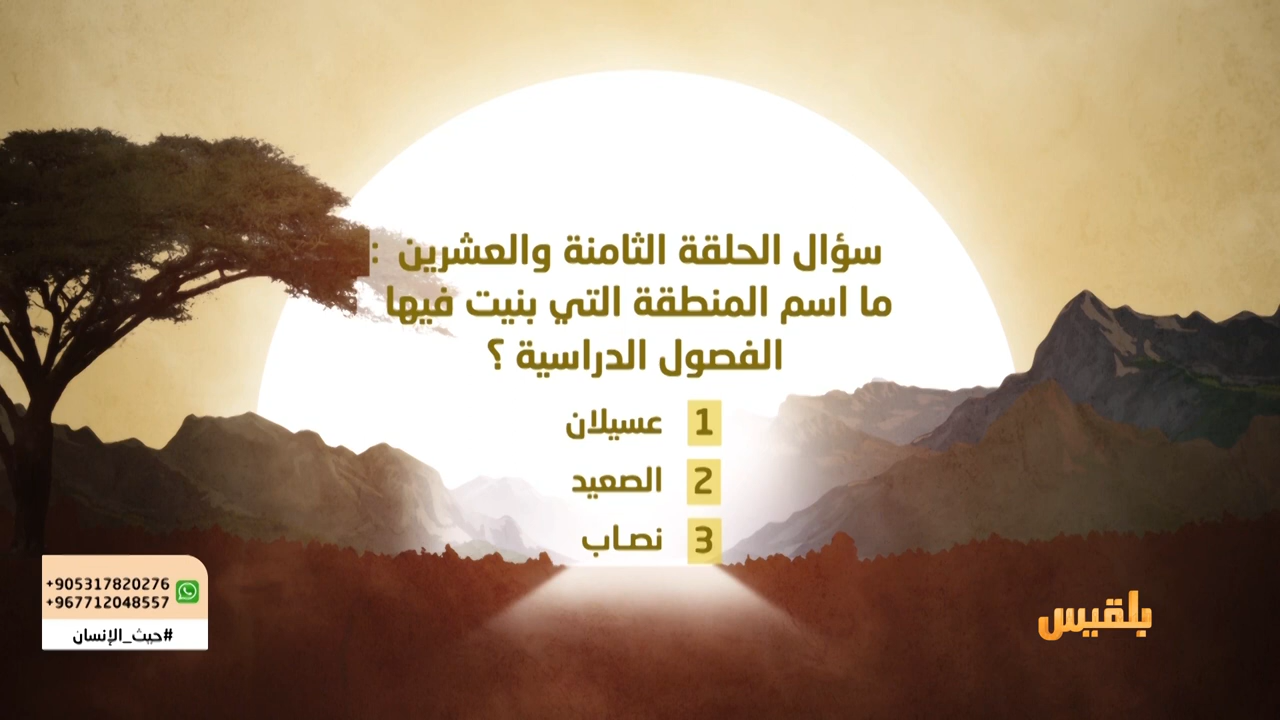 سؤال الحلقة الثامنة والعشرين :
ما اسم المنطقة التي بنيت فيها
الفصول الدراسية ؟
1 عسيلان
2 الصعيد
3 نصاب
+905317820276
+967712048557
#حيث_الإنسان
بلقيس